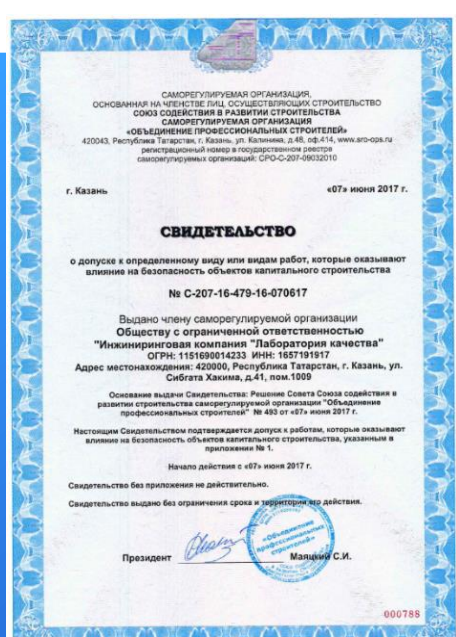 САМОРЕГУЛИРУЕМАЯ ОРГАНИЗАЦИЯ,
ОСНОВАННАЯ НА ЧЛЕНСТВЕ ЛИЦ, ОСУЩЕСТВЛЯЮЩИХ СТРОИТЕЛЬСТВО
СОЮЗ СОДЕЙСТВИЯ В РАЗВИТИИ СТРОИТЕЛЬСТВА
САМОРЕГУЛИРУЕМАЯ ОРГАНИЗАЦИЯ
«ОБЪЕДИНЕНИЕ ПРОФЕССИОНАЛЬНЫХ СТРОИТЕЛЕЙ»
420043, Республика Татарстан, г. Казань, ул. Калинина, д.48, оф.414, www.sro-ops.ru
регистрационный номер в государственном реестре
саморегулируемых организаций: СРО-С-207-09032010
г. Казань «07» июня 2017 г.
СВИДЕТЕЛЬСТВО
о допуске к определенному виду или видам работ, которые оказывают
влияние на безопасность объектов капитального строительства
№ С-207-16-479-16-070617
Выдано члену саморегулируемой организации
Обществу с ограниченной ответственностью
"Инжиниринговая компания "Лаборатория качества"
ОГРН: 1151690014233 ИНН: 1657191917
Адрес местонахождения: 420000, Республика Татарстан, г. Казань, ул.
Сибгата Хакима, д.41, пом.1009
Основание выдачи Свидетельства: Решение Совета Союза содействия в
развитии строительства саморегулируемой организации "Объединение
профессиональных строителей" № 493 от «07» июня 2017 г.
Настоящим Свидетельством подтверждается допуск к работам, которые оказывают
влияние на безопасность объектов капитального строительства, указанным в
приложении № 1.
Начало действия с «07» июня 2017 г.
Свидетельство без приложения не действительно.
Свидетельство выдано без ограничения срока и территории его действия.
«Объединение
профессиональных
строителей»
Президент Маяцкий С.И.
000788